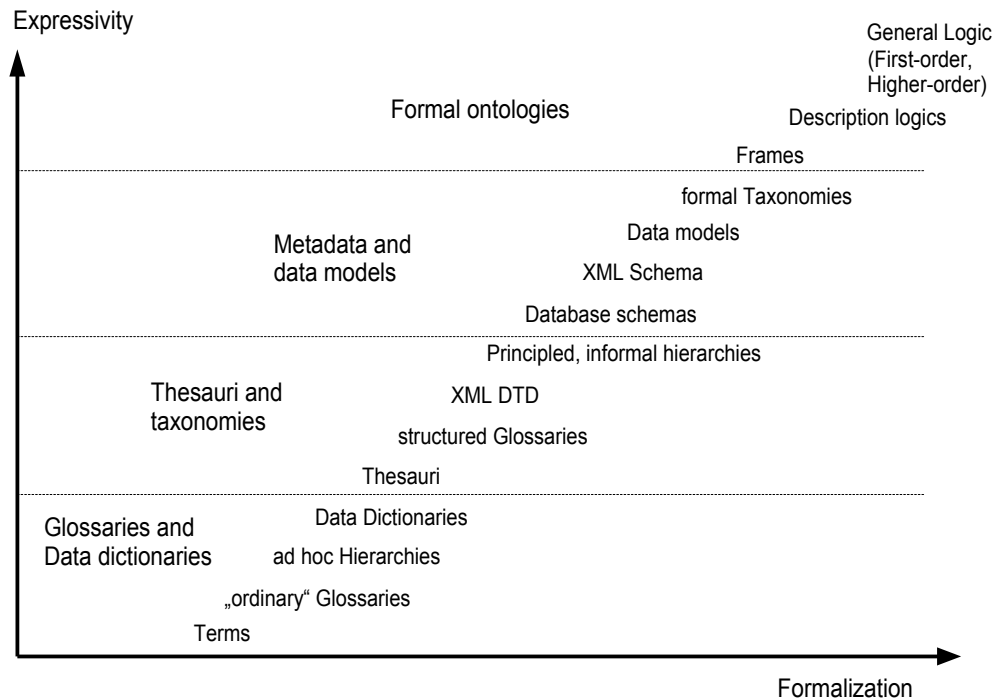 Expressivity
General Logic
(First-order,
Higher-order)
Formal ontologies
Description logics
Frames
formal Taxonomies
Data models
Metadata and
data models
XML Schema
Database schemas
Principled, informal hierarchies
Thesauri and
taxonomies
XML DTD
structured Glossaries
Thesauri
Data Dictionaries
Glossaries and
Data dictionaries
ad hoc Hierarchies
„ordinary“ Glossaries
Terms
Formalization